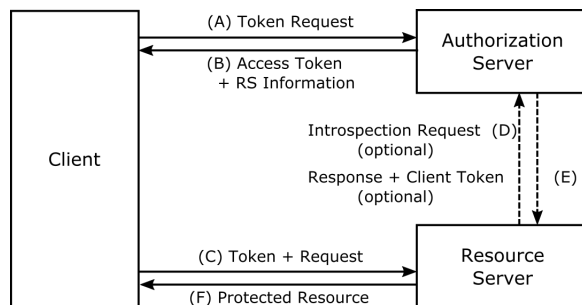 (A) Token Request
(B) Access Token
+ RS Information
Authorization
Server
Client
Introspection Request (D)
(optional)
Response + Client Token (E)
(optional)
(C) Token + Request
(F) Protected Resource
Resource
Server